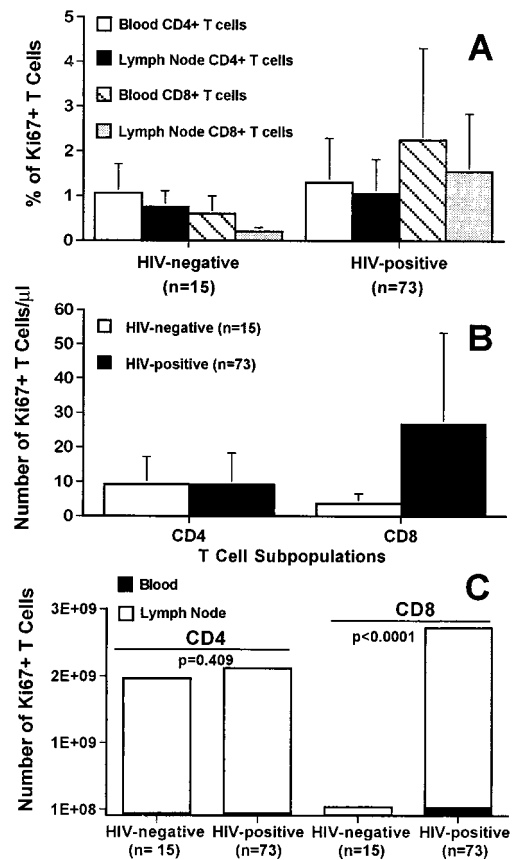 A
Blood CD4+ T cells
Lymph Node CD4+ T cells
Blood CD8+ T cells
Lymph Node CD8+ T cells
% of Ki67+ T Cells
5
4
3
2
1
0
HIV-negative
(n=15)
HIV-positive
(n=73)
B
HIV-negative (n=15)
HIV-positive (n=73)
Number of Ki67+ T Cells/µl
60
50
40
30
20
10
0
CD4
CD8
T Cell Subpopulations
C
Blood
Lymph Node
Number of Ki67+ T Cells
3E+09
2E+09
1E+09
1E+08
CD4
p=0.409
CD8
p<0.0001
HIV-negative HIV-positive HIV-negative HIV-positive
(n= 15) (n=73) (n=15) (n=73)